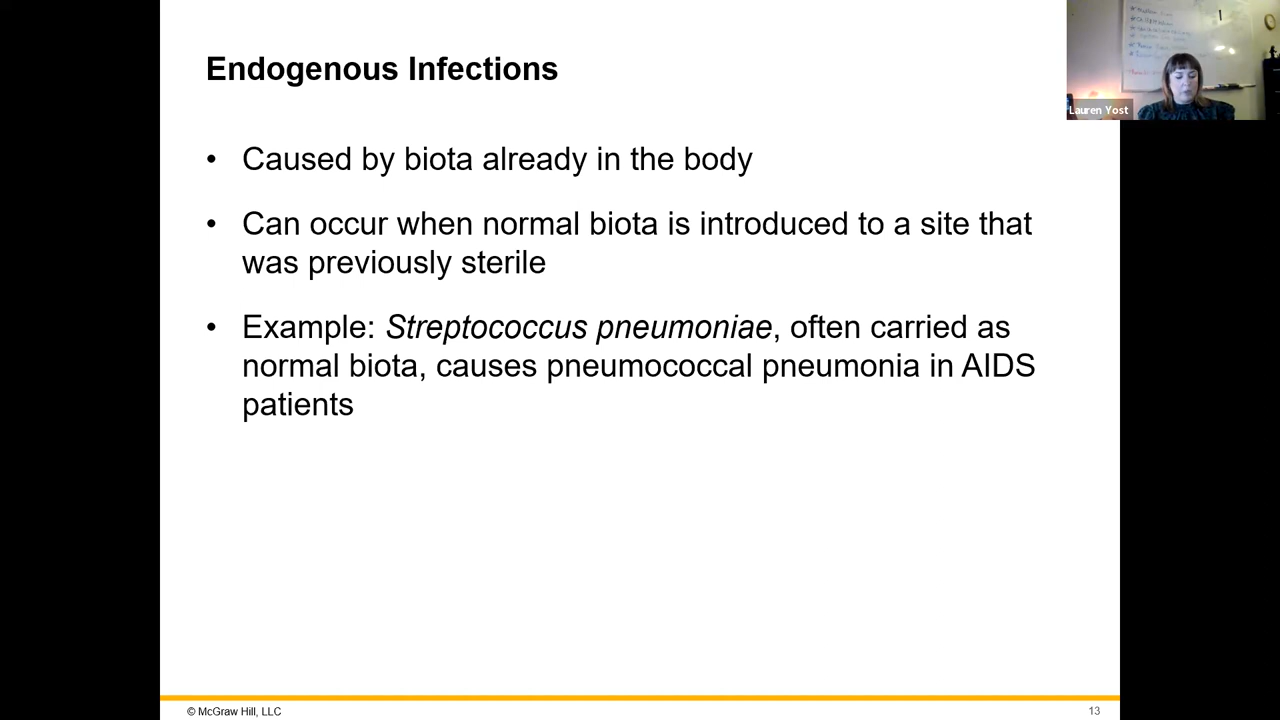 Endogenous Infections
• Caused by biota already in the body
• Can occur when normal biota is introduced to a site that
was previously sterile
• Example: Streptococcus pneumoniae, often carried as
normal biota, causes pneumococcal pneumonia in AIDS
patients
Lauren Yost
© McGraw Hill, LLC
13